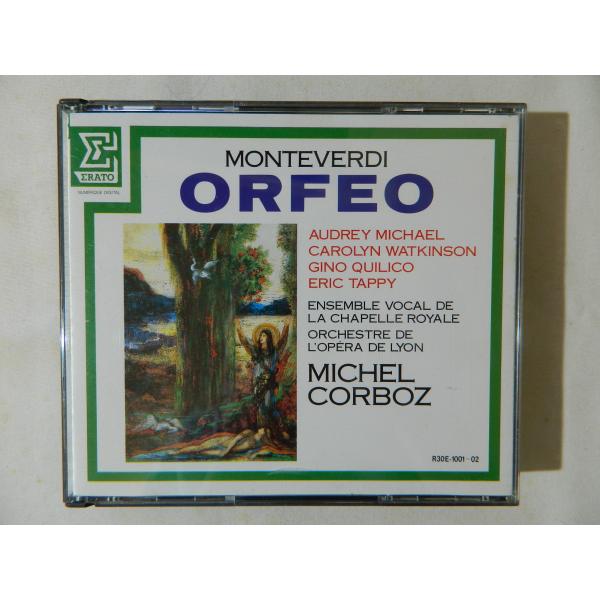 ERATO
NUMERIQUE DIGITAL
MONTEVERDI
ORFEO
AUDREY MICHAEL
CAROLYN WATKINSON
GINO QUILICO
ERIC TAPPY
ENSEMBLE VOCAL DE
LA CHAPELLE ROYALE
ORCHESTRE DE
L'OPÉRA DE LYON
MICHEL
CORBOZ
R30E-1001-02